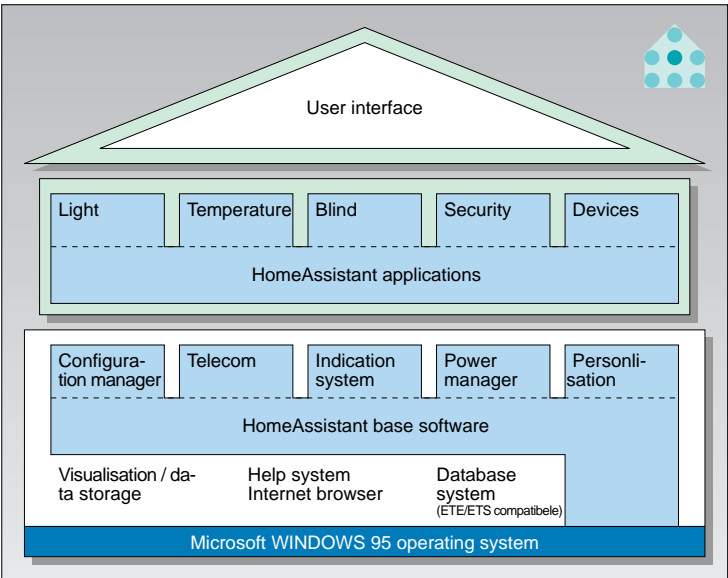 User interface
Light
Temperature
Blind
Security
Devices
HomeAssistant applications
Configura-
tion manager
Telecom
Indication
system
Power
manager
Personli-
sation
HomeAssistant base software
Visualisation / da-
ta storage
Help system
Internet browser
Database
system
(ETE/ETS compatibele)
Microsoft WINDOWS 95 operating system